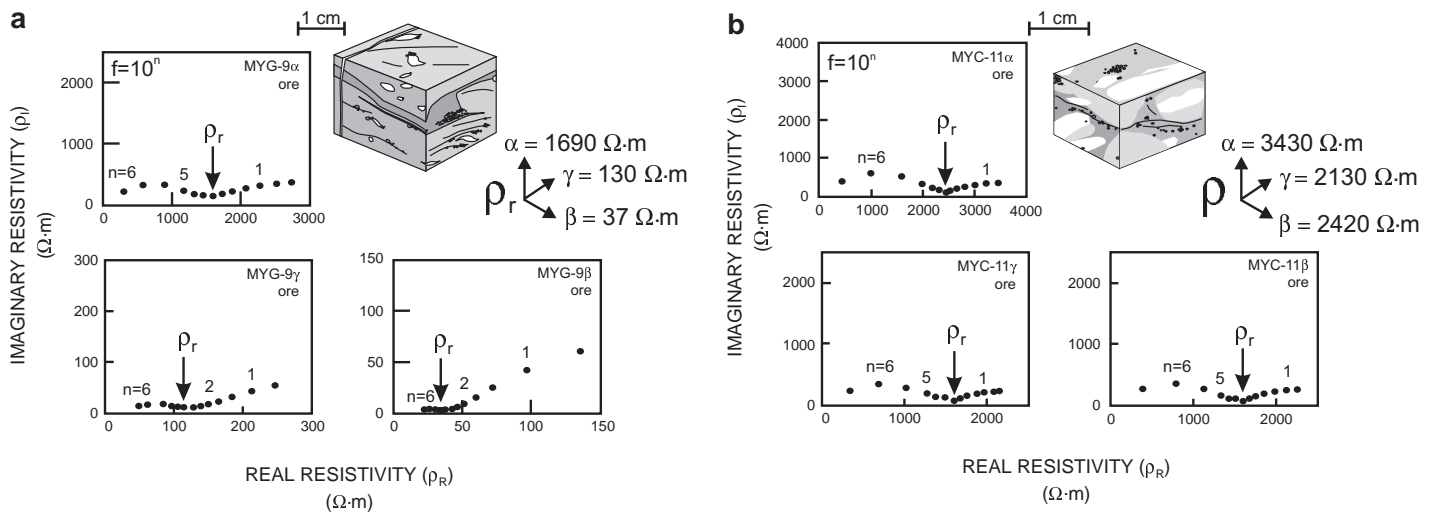 a
1 cm
f=10ⁿ
MYG-9α
ore
2000
1000
0
ρr
n=6
5
1
0
1000
2000
3000
ρr
α = 1690 Ω·m
γ = 130 Ω·m
β = 37 Ω·m
MYG-9γ
ore
300
200
100
0
ρr
n=6
2
1
0
100
200
300
MYG-9β
ore
150
100
50
0
ρr
n=6
2
1
0
50
100
150
IMAGINARY RESISTIVITY (ρI)
(Ω·m)
REAL RESISTIVITY (ρR)
(Ω·m)
b
1 cm
f=10ⁿ
MYC-11α
ore
4000
3000
2000
1000
0
ρr
n=6
1
0
1000
2000
3000
4000
ρ
α = 3430 Ω·m
γ = 2130 Ω·m
β = 2420 Ω·m
MYC-11γ
ore
2000
1000
0
ρr
n=6
5
1
0
1000
2000
MYC-11β
ore
2000
1000
0
ρr
n=6
5
1
0
1000
2000
IMAGINARY RESISTIVITY (ρI)
(Ω·m)
REAL RESISTIVITY (ρR)
(Ω·m)